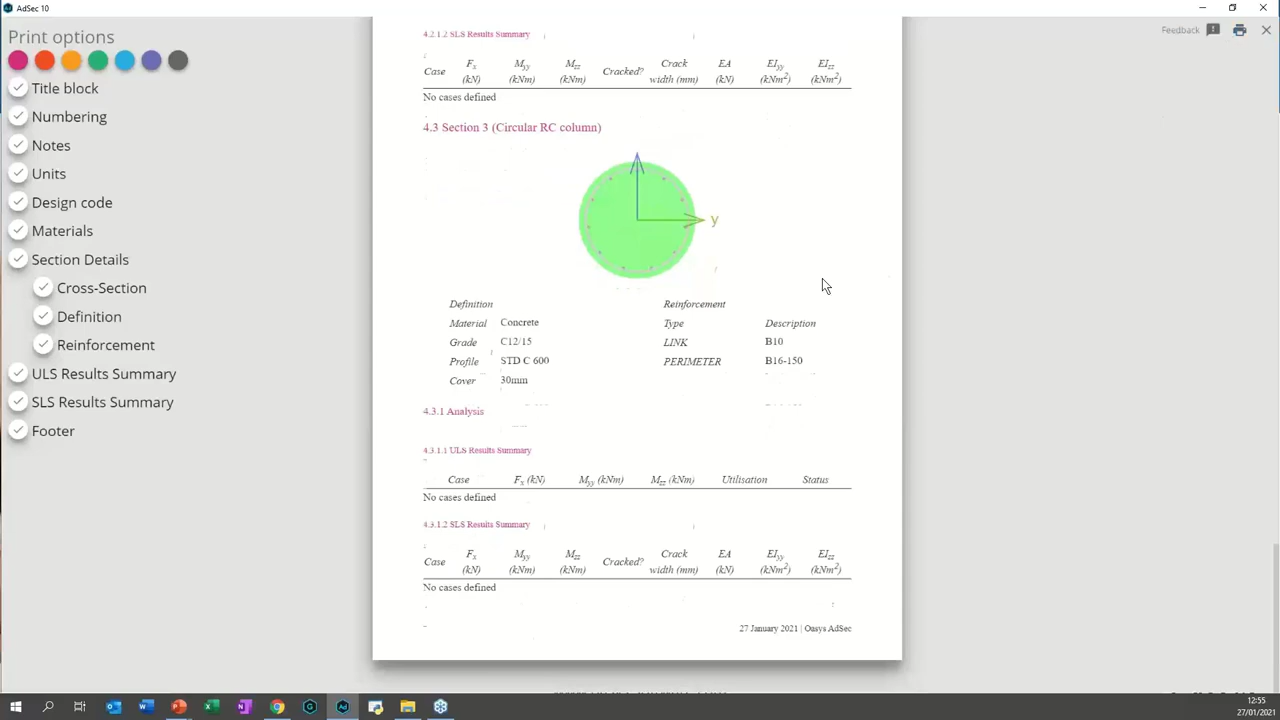 AdSec 10
Print options
Feedback
Title block
Numbering
Notes
Units
Design code
Materials
Section Details
Cross-Section
Definition
Reinforcement
ULS Results Summary
SLS Results Summary
Footer
4.2.1.2 SLS Results Summary
Case Fx (kN) Myy (kNm) Mzz (kNm) Cracked? Crack width (mm) EA (kN) EIyy (kNm2) EIzz (kNm2)
No cases defined
4.3 Section 3 (Circular RC column)
y
Definition Reinforcement
Material Concrete Type Description
Grade C12/15 LINK B10
Profile STD C 600 PERIMETER B16-150
Cover 30mm
4.3.1 Analysis
4.3.1.1 ULS Results Summary
Case Fx (kN) Myy (kNm) Mzz (kNm) Utilisation Status
No cases defined
4.3.1.2 SLS Results Summary
Case Fx (kN) Myy (kNm) Mzz (kNm) Cracked? Crack width (mm) EA (kN) EIyy (kNm2) EIzz (kNm2)
No cases defined
27 January 2021 | Oasys AdSec
12:55
27/01/2021